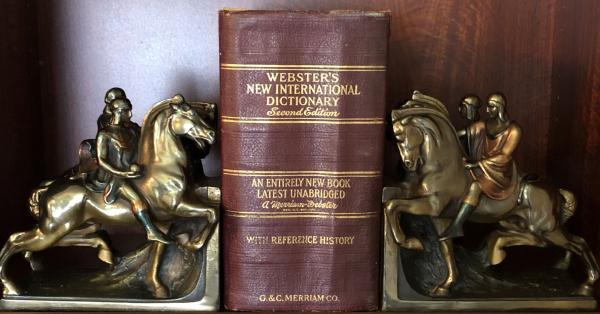 WEBSTER'S
NEW INTERNATIONAL
DICTIONARY
Second Edition
AN ENTIRELY NEW BOOK
LATEST UNABRIDGED
A Merriam-Webster
WITH REFERENCE HISTORY
G. & C. MERRIAM CO.